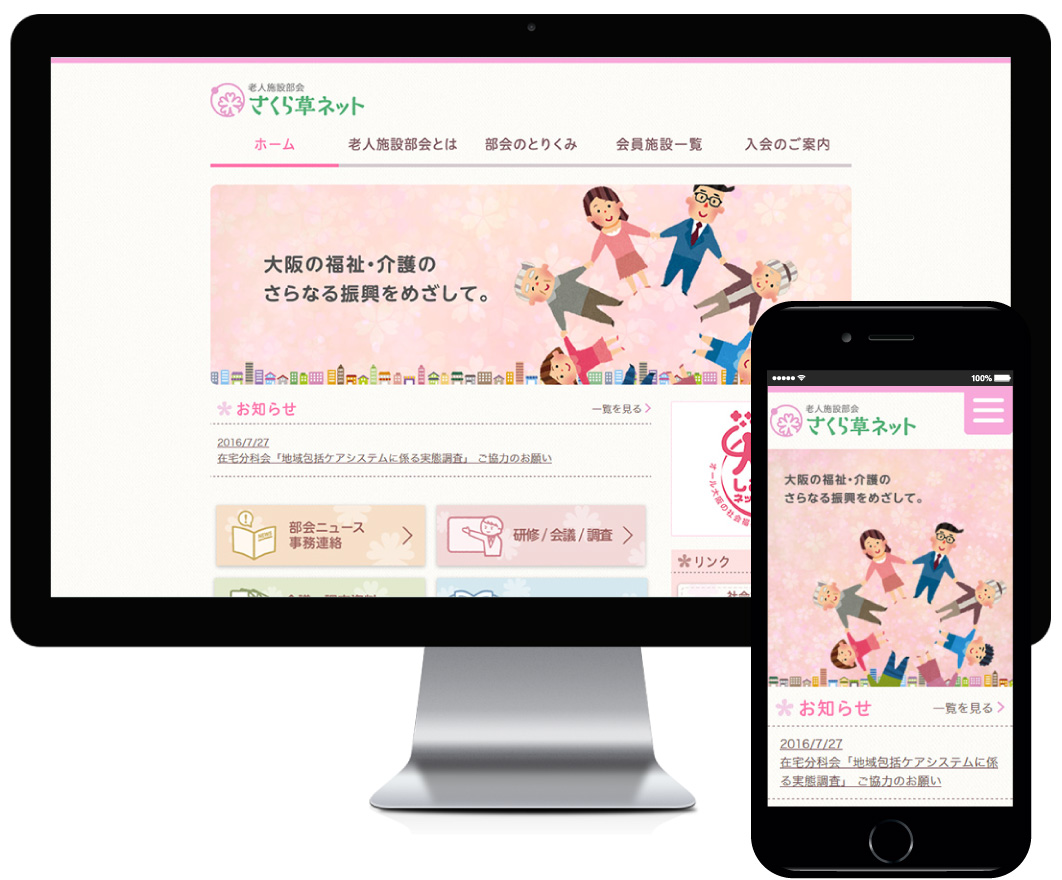 老人施設部会
さくら草ネット
ホーム
老人施設部会とは
部会のとりくみ
会員施設一覧
入会のご案内
大阪の福祉・介護の
さらなる振興をめざして。
お知らせ
一覧を見る
2016/7/27
在宅分科会「地域包括ケアシステムに係る実態調査」 ご協力のお願い
NEWS
部会ニュース
事務連絡
研修 / 会議 / 調査
オール大阪の社会福
リンク
100%
老人施設部会
さくら草ネット
大阪の福祉・介護の
さらなる振興をめざして。
お知らせ
一覧を見る
2016/7/27
在宅分科会「地域包括ケアシステムに係
る実態調査」 ご協力のお願い